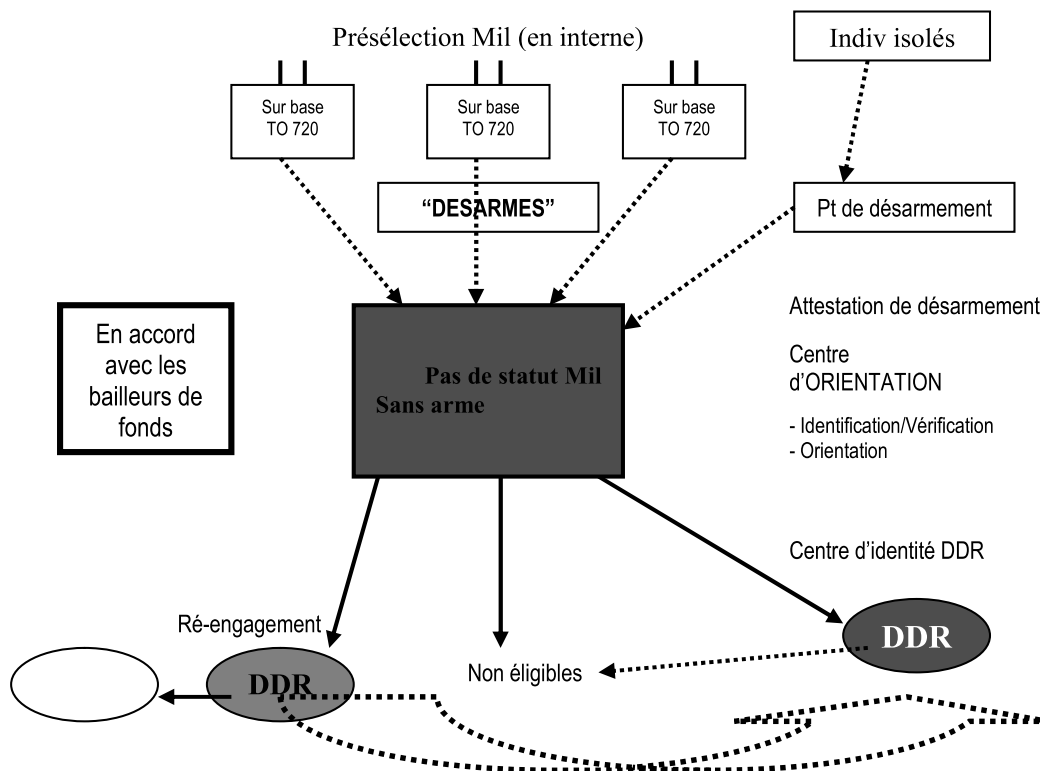 Présélection Mil (en interne)
Indiv isolés
Sur base
TO 720
Sur base
TO 720
Sur base
TO 720
“DESARMES”
Pt de désarmement
En accord
avec les
bailleurs de
fonds
Pas de statut Mil
Sans arme
Attestation de désarmement
Centre
d’ORIENTATION
- Identification/Vérification
- Orientation
Centre d’identité DDR
Ré-engagement
DDR
Non éligibles
DDR